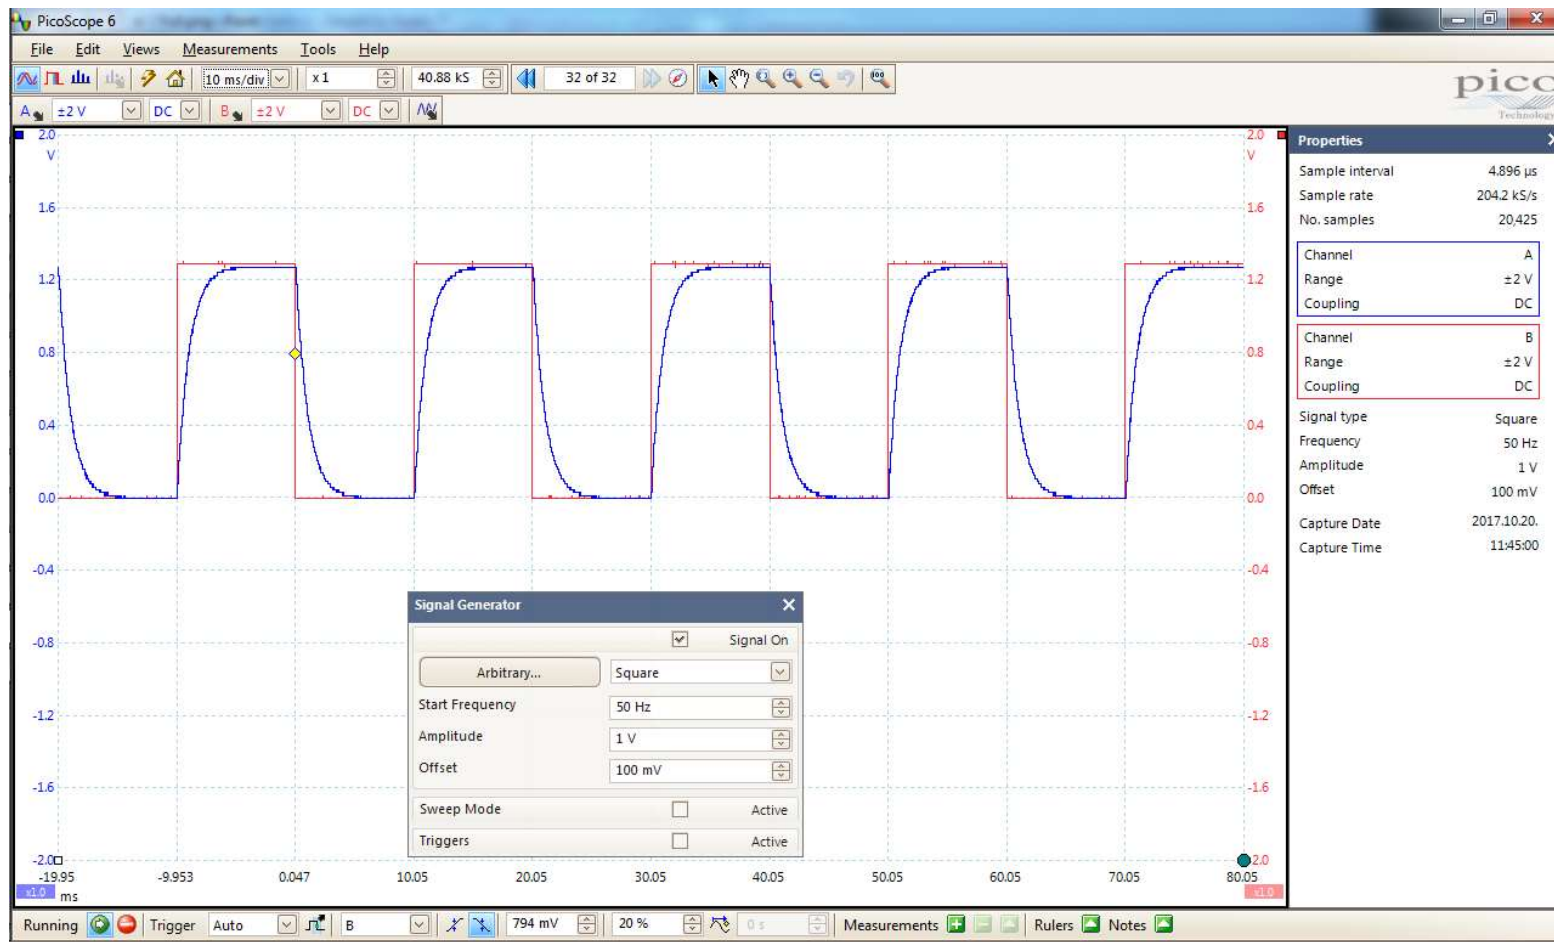 PicoScope 6
File Edit Views Measurements Tools Help
10 ms/div x 1 40.88 kS 32 of 32
A ±2 V DC B ±2 V DC
pico
Technology
2.0 2.0
V V
1.6 1.6
1.2 1.2
0.8 0.8
0.4 0.4
0.0 0.0
-0.4 -0.4
-0.8 -0.8
-1.2 -1.2
-1.6 -1.6
-2.0 2.0
-19.95 -9.953 0.047 10.05 20.05 30.05 40.05 50.05 60.05 70.05 80.05
x1.0 ms x1.0
Signal Generator
Signal On
Arbitrary... Square
Start Frequency 50 Hz
Amplitude 1 V
Offset 100 mV
Sweep Mode Active
Triggers Active
Properties
Sample interval 4.896 µs
Sample rate 204.2 kS/s
No. samples 20,425
Channel A
Range ±2 V
Coupling DC
Channel B
Range ±2 V
Coupling DC
Signal type Square
Frequency 50 Hz
Amplitude 1 V
Offset 100 mV
Capture Date 2017.10.20.
Capture Time 11:45:00
Running Trigger Auto B 794 mV 20 % 0 s Measurements Rulers Notes